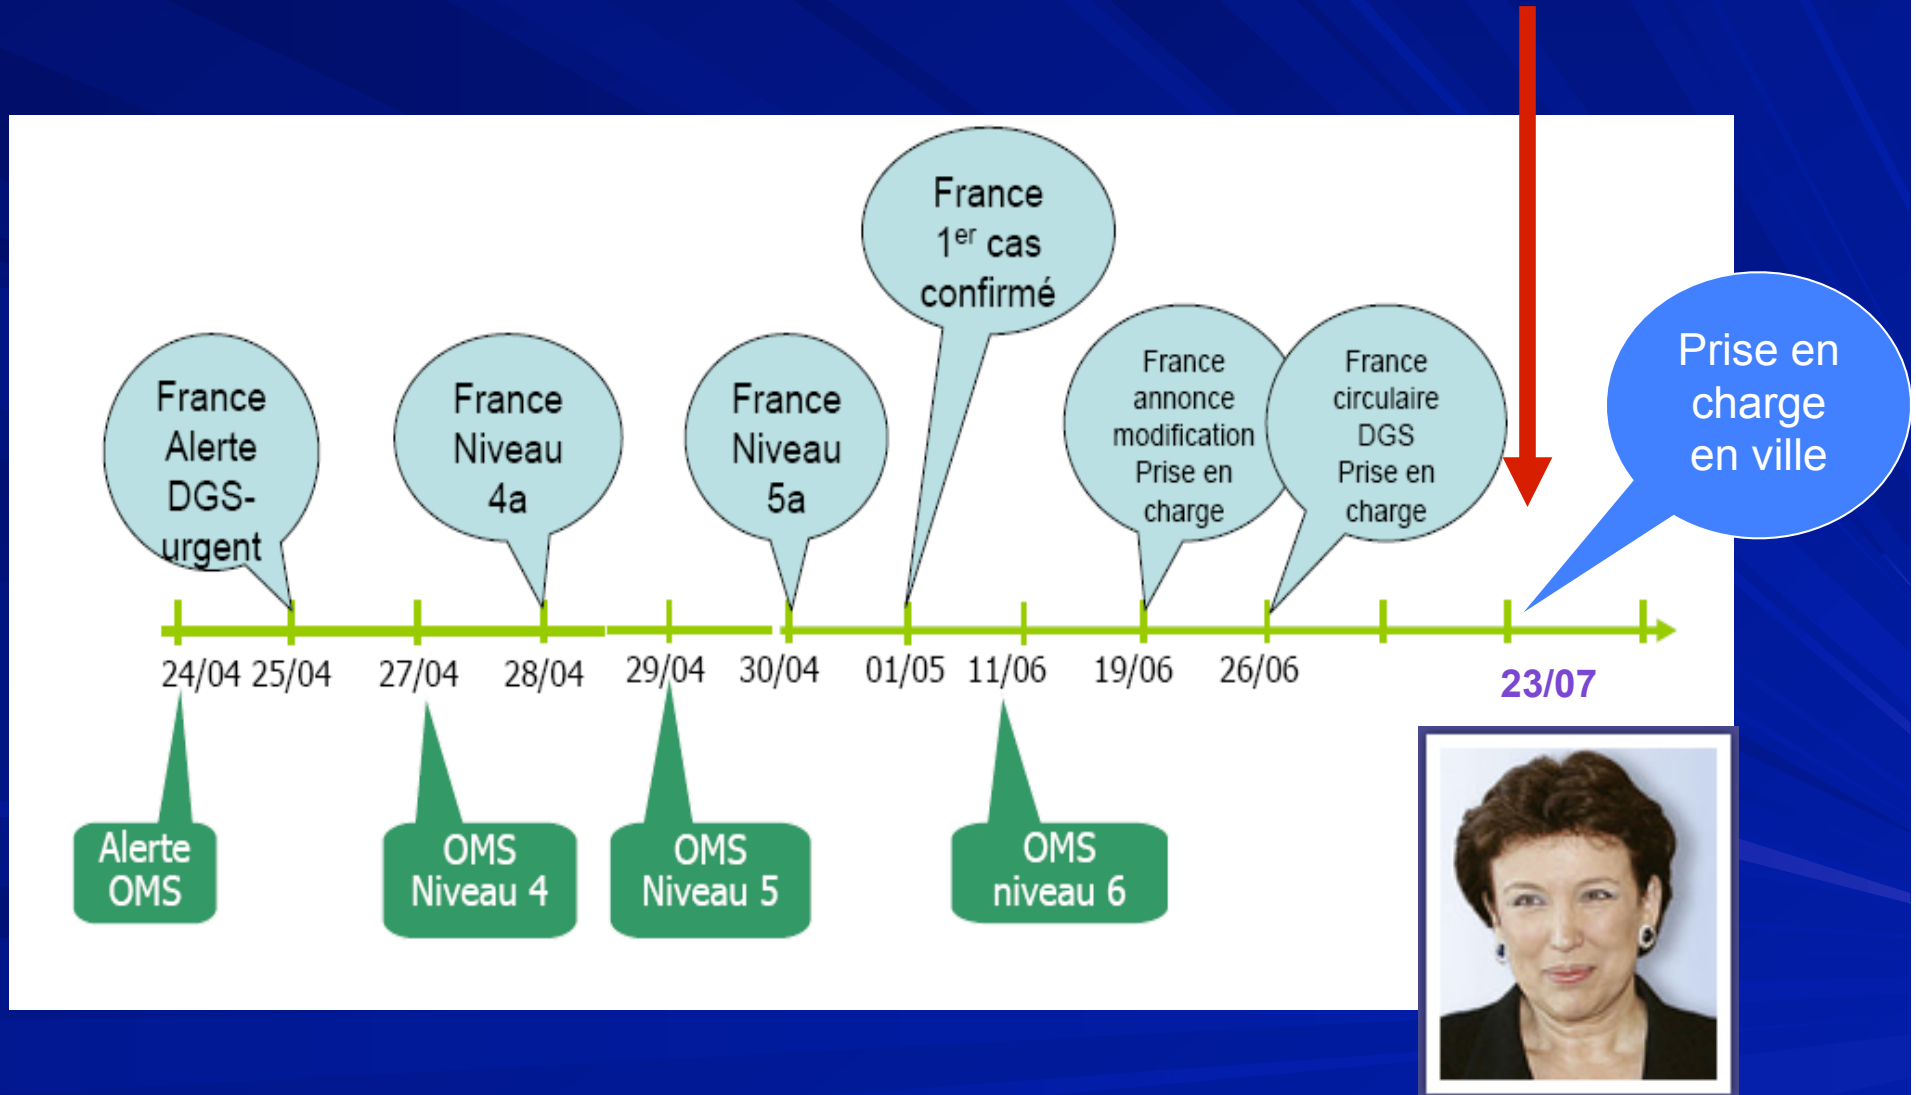 France
1er cas
confirmé
France
Alerte
DGS-
urgent
France
Niveau
4a
France
Niveau
5a
France
annonce
modification
Prise en
charge
France
circulaire
DGS
Prise en
charge
Prise en
charge
en ville
24/04 25/04 27/04 28/04 29/04 30/04 01/05 11/06 19/06 26/06 23/07
Alerte
OMS
OMS
Niveau 4
OMS
Niveau 5
OMS
niveau 6